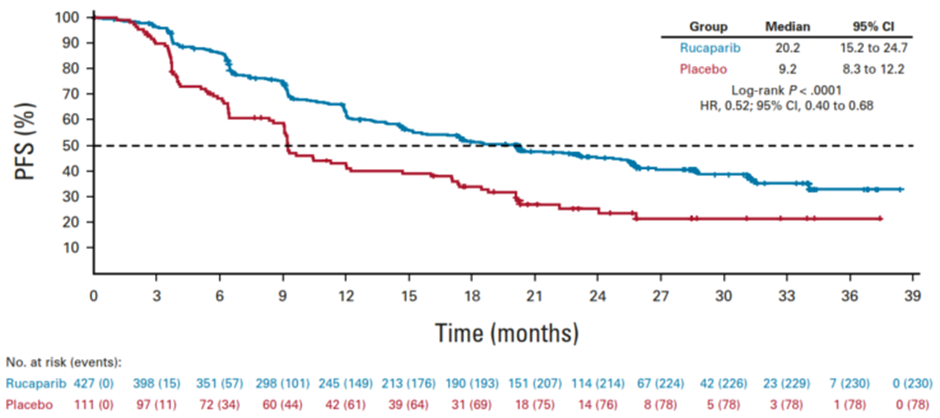 Group Median 95% CI
Rucaparib 20.2 15.2 to 24.7
Placebo 9.2 8.3 to 12.2
Log-rank P < .0001
HR, 0.52; 95% CI, 0.40 to 0.68
PFS (%)
100
90
80
70
60
50
40
30
20
10
0 3 6 9 12 15 18 21 24 27 30 33 36 39
Time (months)
No. at risk (events):
Rucaparib 427 (0) 398 (15) 351 (57) 298 (101) 245 (149) 213 (176) 190 (193) 151 (207) 114 (214) 67 (224) 42 (226) 23 (229) 7 (230) 0 (230)
Placebo 111 (0) 97 (11) 72 (34) 60 (44) 42 (61) 39 (64) 31 (69) 18 (75) 14 (76) 8 (78) 5 (78) 3 (78) 1 (78) 0 (78)